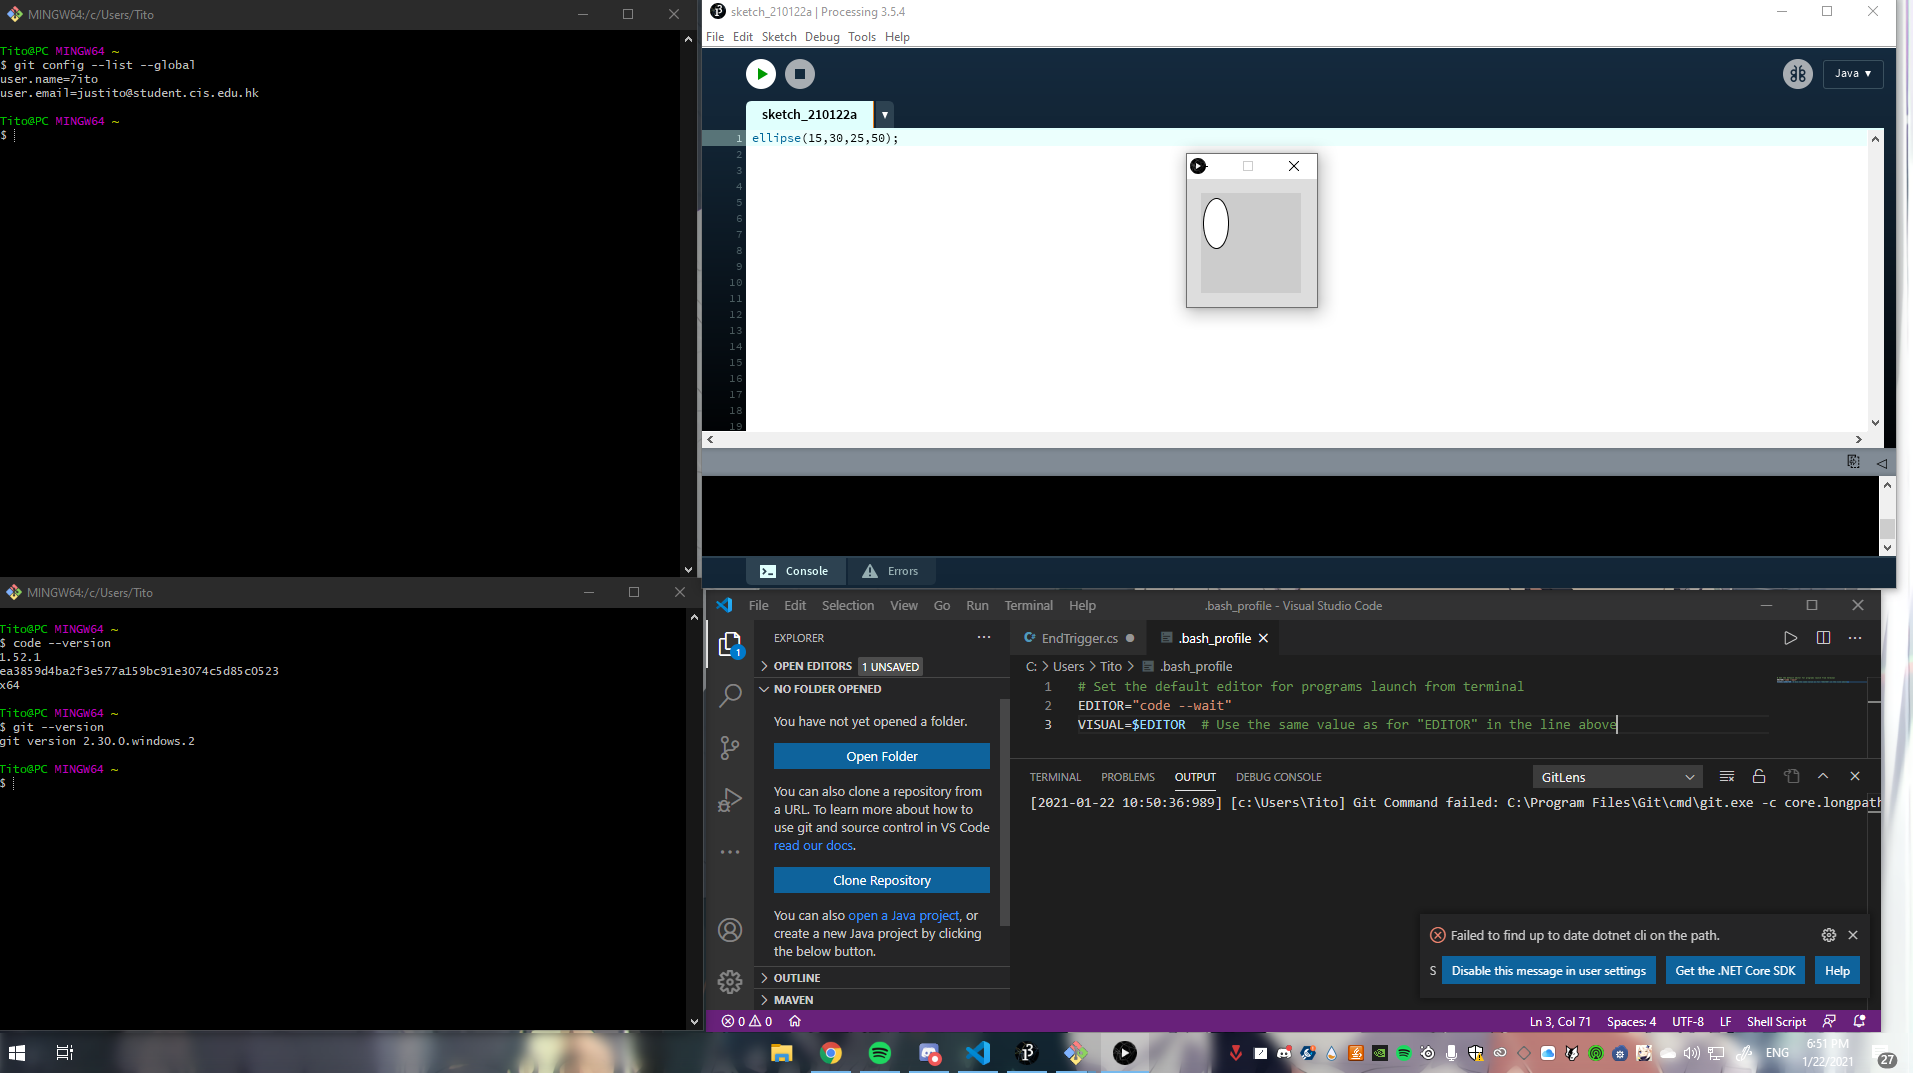 MINGW64:/c/Users/Tito
Tito@PC MINGW64 ~
$ git config --list --global
user.name=7ito
user.email=justito@student.cis.edu.hk
Tito@PC MINGW64 ~
$
sketch_210122a | Processing 3.5.4
File Edit Sketch Debug Tools Help
Java ▾
sketch_210122a ▾
1 ellipse(15,30,25,50);
2
3
4
5
6
7
8
9
10
11
12
13
14
15
16
17
18
19
Console Errors
MINGW64:/c/Users/Tito
Tito@PC MINGW64 ~
$ code --version
1.52.1
ea3859d4ba2f3e577a159bc91e3074c5d85c0523
x64
Tito@PC MINGW64 ~
$ git --version
git version 2.30.0.windows.2
Tito@PC MINGW64 ~
$
File Edit Selection View Go Run Terminal Help .bash_profile - Visual Studio Code
1
EXPLORER
OPEN EDITORS 1 UNSAVED
NO FOLDER OPENED
You have not yet opened a folder.
Open Folder
You can also clone a repository from
a URL. To learn more about how to
use git and source control in VS Code
read our docs.
Clone Repository
You can also open a Java project, or
create a new Java project by clicking
the below button.
OUTLINE
MAVEN
EndTrigger.cs .bash_profile
C: > Users > Tito > .bash_profile
1 # Set the default editor for programs launch from terminal
2 EDITOR="code --wait"
3 VISUAL=$EDITOR # Use the same value as for "EDITOR" in the line above
TERMINAL PROBLEMS OUTPUT DEBUG CONSOLE GitLens
[2021-01-22 10:50:36:989] [c:\Users\Tito] Git Command failed: C:\Program Files\Git\cmd\git.exe -c core.longpath
Failed to find up to date dotnet cli on the path.
S Disable this message in user settings Get the .NET Core SDK Help
0 0 Ln 3, Col 71 Spaces: 4 UTF-8 LF Shell Script
ENG
6:51 PM
1/22/2021
27